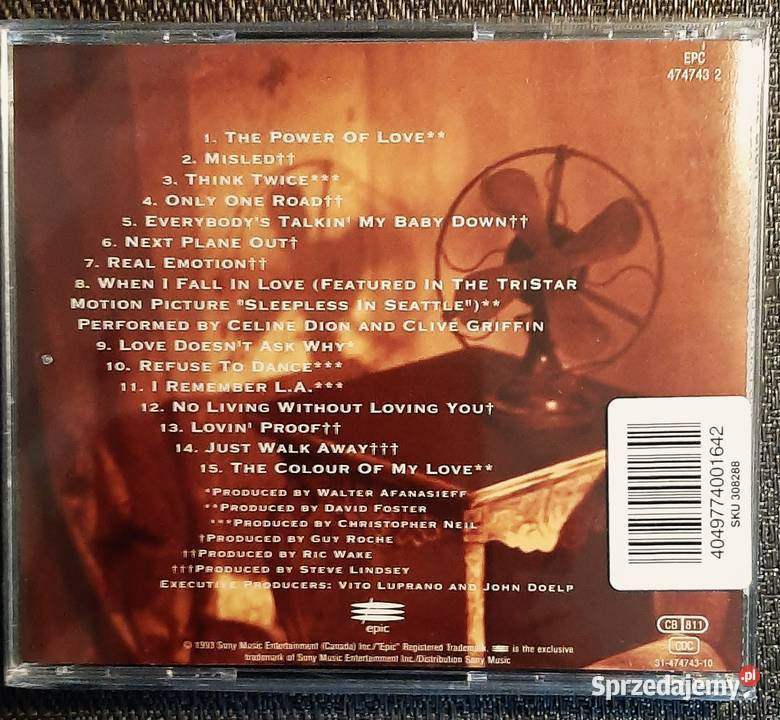 EPC
474743 2
1. THE POWER OF LOVE**
2. MISLED††
3. THINK TWICE***
4. ONLY ONE ROAD††
5. EVERYBODY'S TALKIN' MY BABY DOWN††
6. NEXT PLANE OUT†
7. REAL EMOTION††
8. WHEN I FALL IN LOVE (FEATURED IN THE TRISTAR
MOTION PICTURE "SLEEPLESS IN SEATTLE")**
PERFORMED BY CELINE DION AND CLIVE GRIFFIN
9. LOVE DOESN'T ASK WHY*
10. REFUSE TO DANCE***
11. I REMEMBER L.A.***
12. NO LIVING WITHOUT LOVING YOU†
13. LOVIN' PROOF††
14. JUST WALK AWAY†††
15. THE COLOUR OF MY LOVE**
*PRODUCED BY WALTER AFANASIEFF
**PRODUCED BY DAVID FOSTER
***PRODUCED BY CHRISTOPHER NEIL
†PRODUCED BY GUY ROCHE
††PRODUCED BY RIC WAKE
†††PRODUCED BY STEVE LINDSEY
EXECUTIVE PRODUCERS: VITO LUPRANO AND JOHN DOELP
epic
© 1993 Sony Music Entertainment (Canada) Inc./"Epic" Registered Trademark, is the exclusive
trademark of Sony Music Entertainment Inc./Distribution Sony Music
4049774001642
SKU 308288
CB 811
CDC
31-474743-10
Sprzedajemy.pl